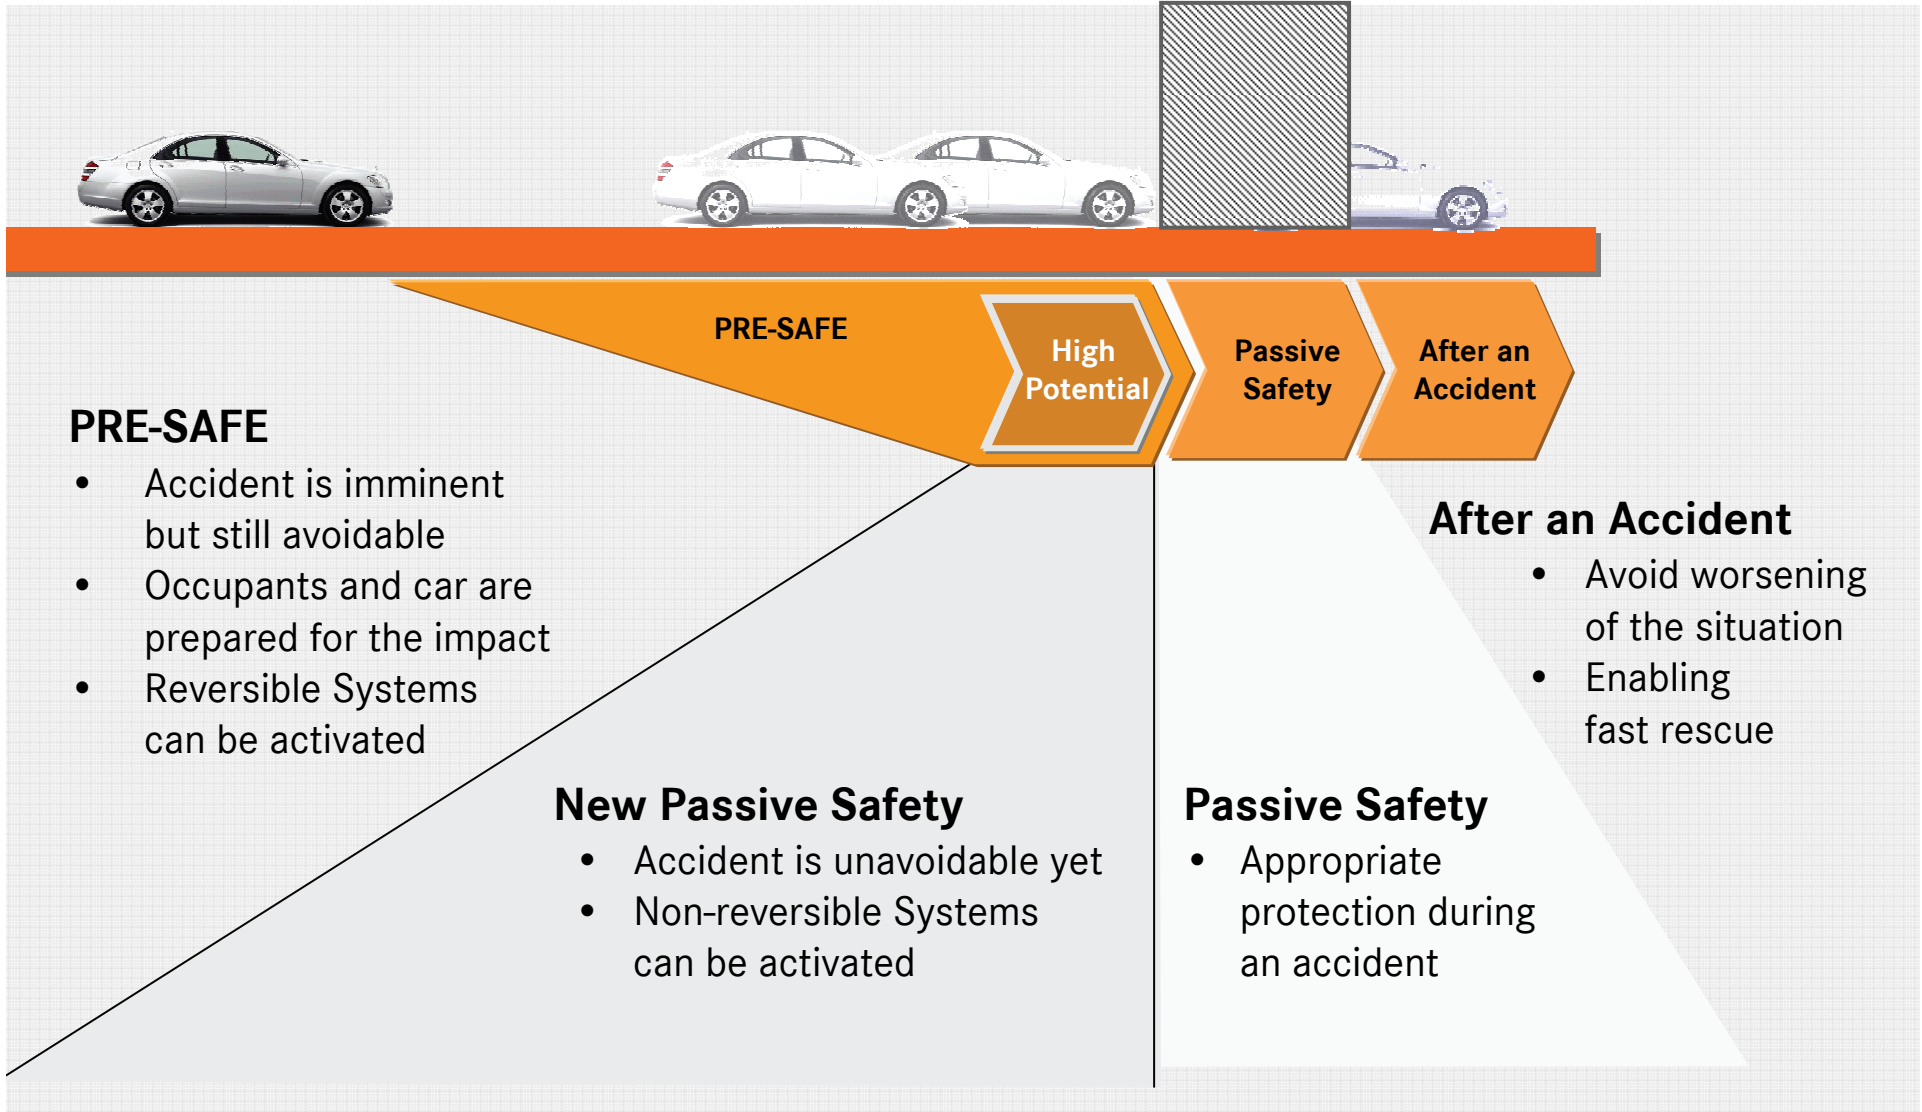 PRE-SAFE
High
Potential
Passive
Safety
After an
Accident
PRE-SAFE
• Accident is imminent
but still avoidable
• Occupants and car are
prepared for the impact
• Reversible Systems
can be activated
New Passive Safety
• Accident is unavoidable yet
• Non-reversible Systems
can be activated
Passive Safety
• Appropriate
protection during
an accident
After an Accident
• Avoid worsening
of the situation
• Enabling
fast rescue